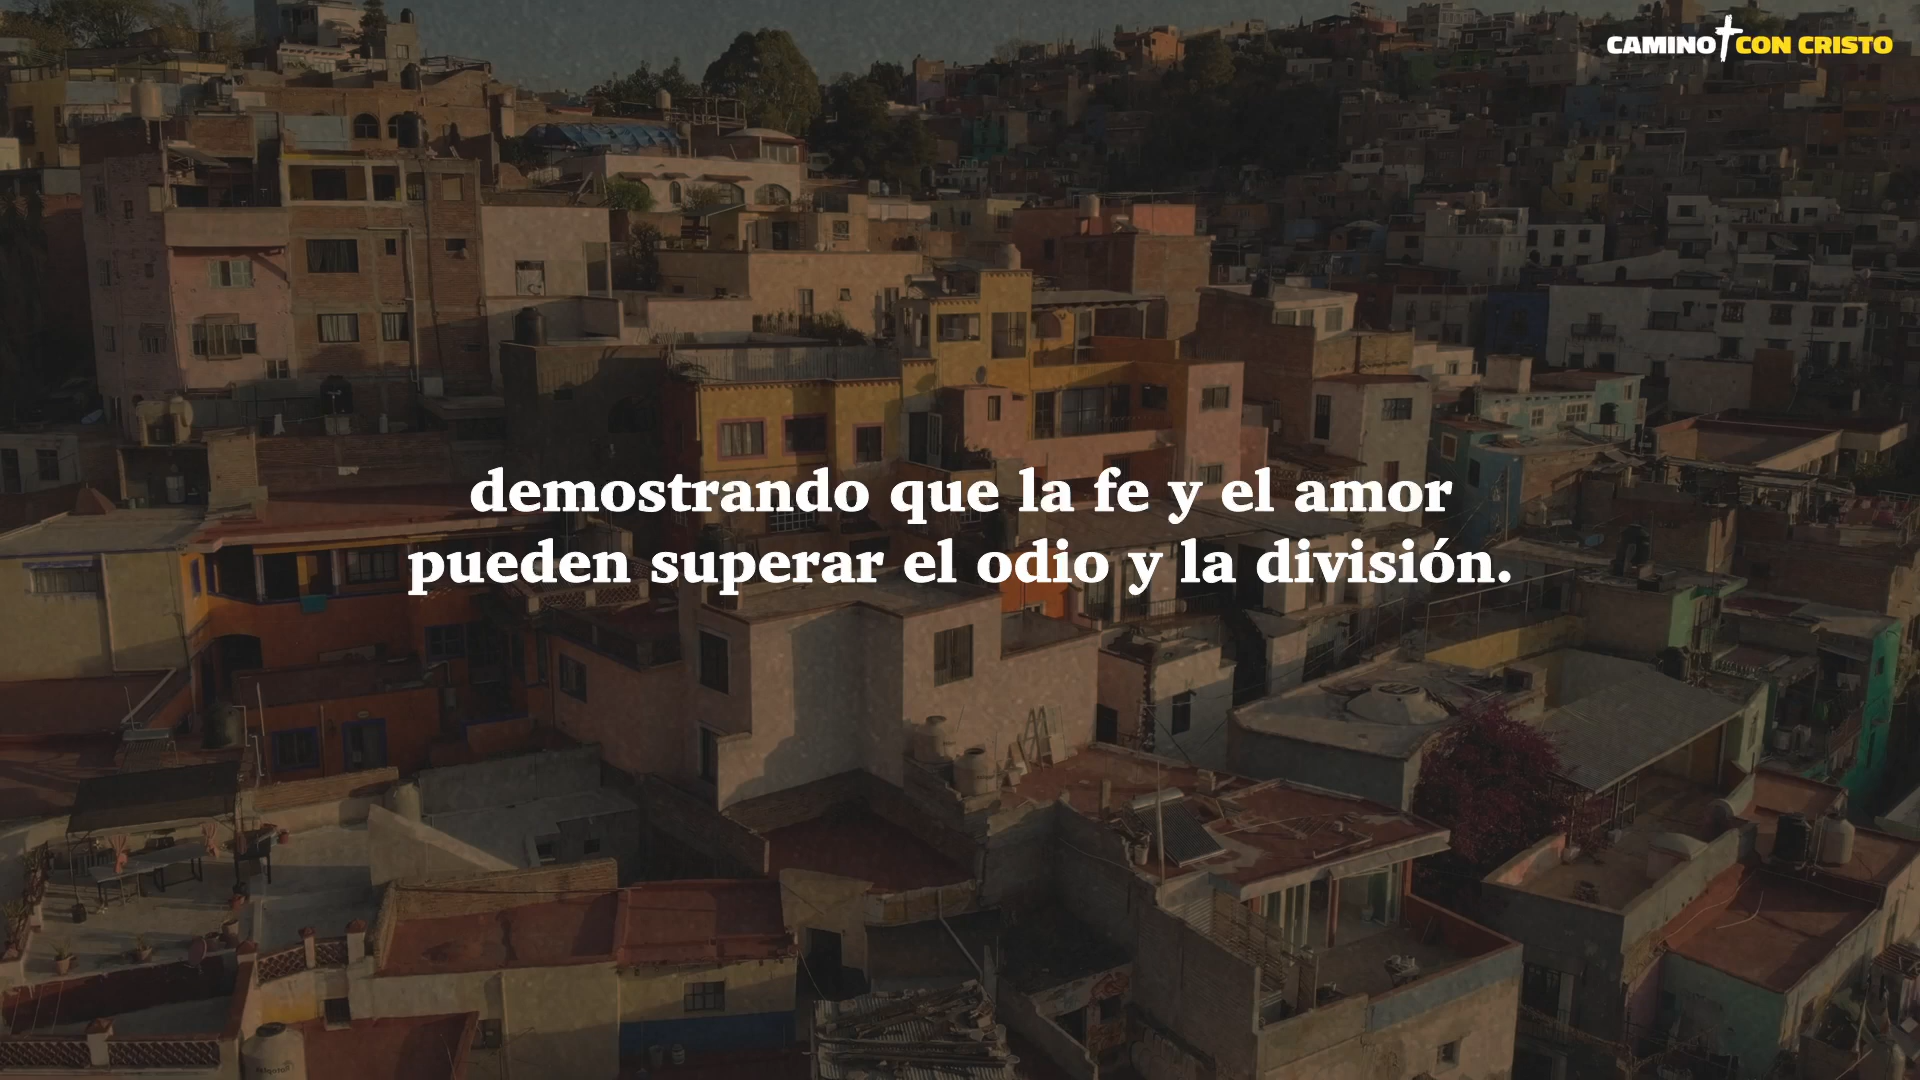 CAMINO CON CRISTO
demostrando que la fe y el amor
pueden superar el odio y la división.